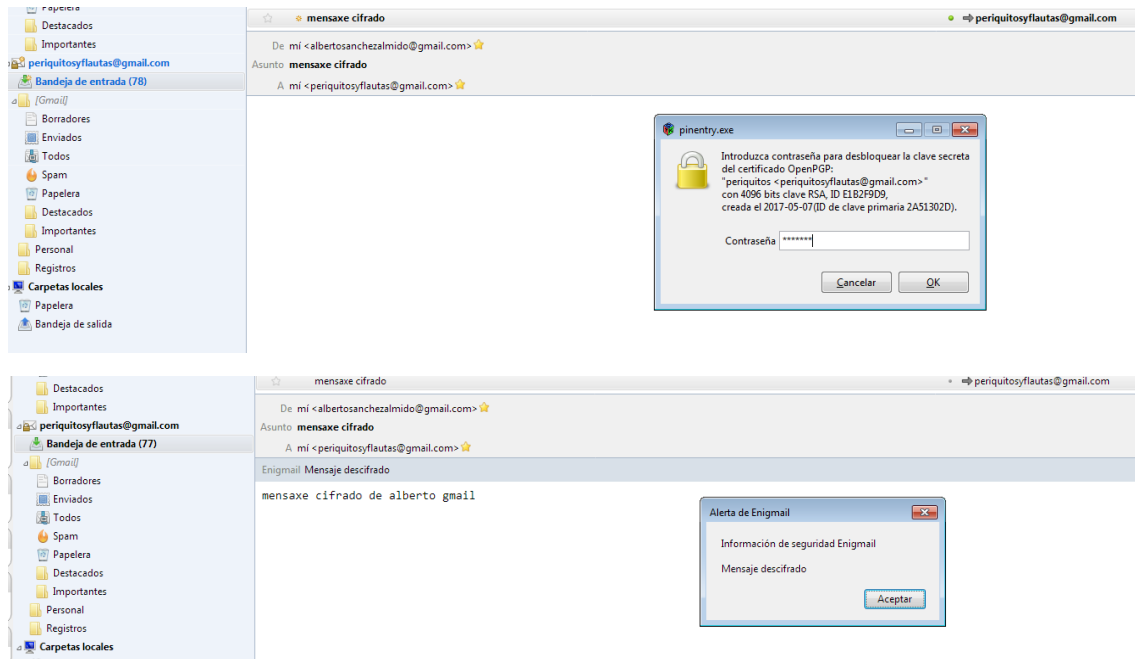 Papelera
Destacados
Importantes
periquitosyflautas@gmail.com
Bandeja de entrada (78)
[Gmail]
Borradores
Enviados
Todos
Spam
Papelera
Destacados
Importantes
Personal
Registros
Carpetas locales
Papelera
Bandeja de salida
mensaxe cifrado periquitosyflautas@gmail.com
De mí <albertosanchezalmido@gmail.com>
Asunto mensaxe cifrado
A mí <periquitosyflautas@gmail.com>
pinentry.exe
Introduzca contraseña para desbloquear la clave secreta
del certificado OpenPGP:
"periquitos <periquitosyflautas@gmail.com>"
con 4096 bits clave RSA, ID E1B2F9D9,
creada el 2017-05-07(ID de clave primaria 2A51302D).
Contraseña *******
Cancelar OK
Destacados
Importantes
periquitosyflautas@gmail.com
Bandeja de entrada (77)
[Gmail]
Borradores
Enviados
Todos
Spam
Papelera
Destacados
Importantes
Personal
Registros
Carpetas locales
mensaxe cifrado periquitosyflautas@gmail.com
De mí <albertosanchezalmido@gmail.com>
Asunto mensaxe cifrado
A mí <periquitosyflautas@gmail.com>
Enigmail Mensaje descifrado
mensaxe cifrado de alberto gmail
Alerta de Enigmail
Información de seguridad Enigmail
Mensaje descifrado
Aceptar